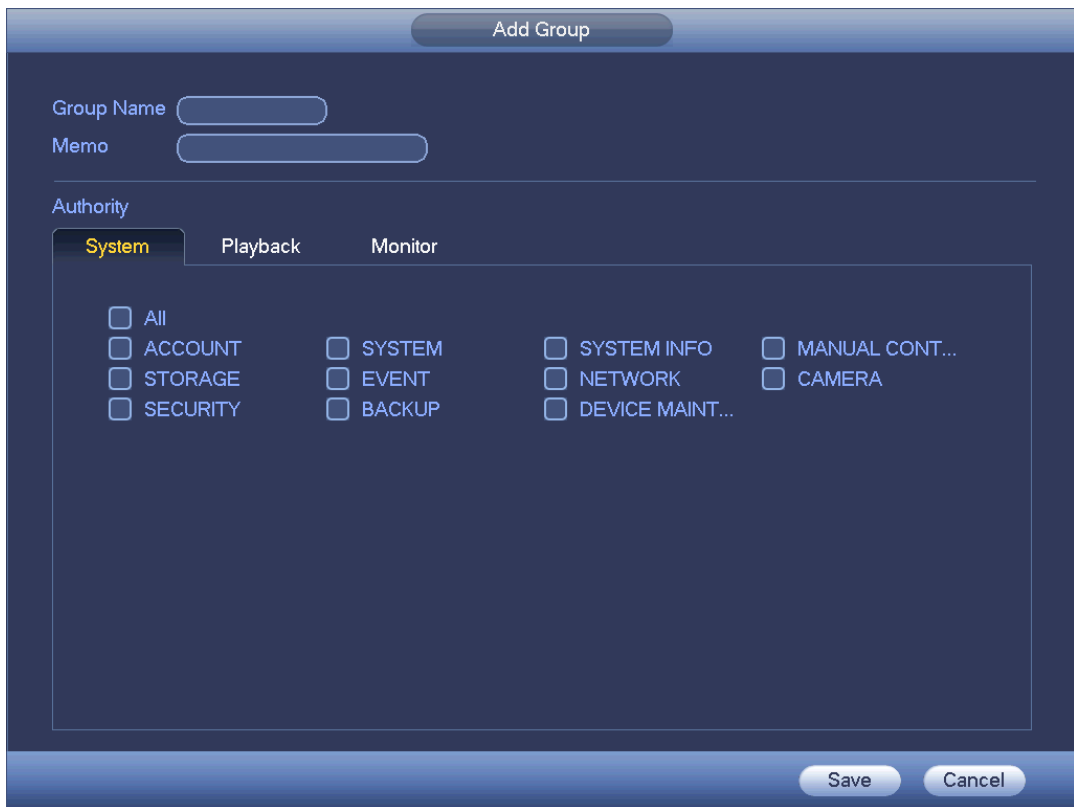 Add Group
Group Name
Memo
Authority
System Playback Monitor
All
ACCOUNT SYSTEM SYSTEM INFO MANUAL CONT...
STORAGE EVENT NETWORK CAMERA
SECURITY BACKUP DEVICE MAINT...
Save Cancel